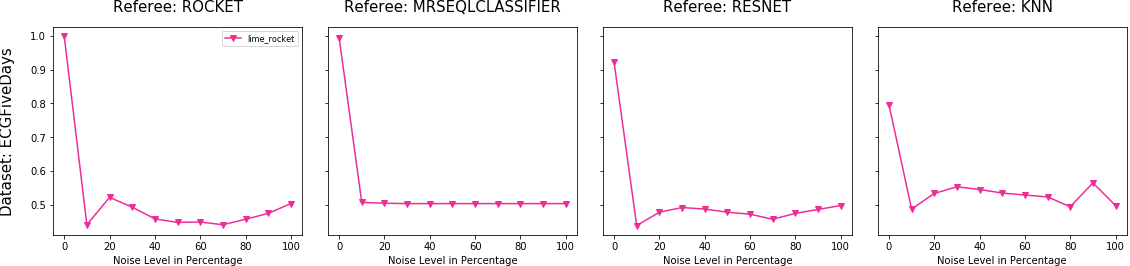 Referee: ROCKET
Referee: MRSEQLCLASSIFIER
Referee: RESNET
Referee: KNN
Dataset: ECGFiveDays
1.0
0.9
0.8
0.7
0.6
0.5
lime_rocket
0 20 40 60 80 100
0 20 40 60 80 100
0 20 40 60 80 100
0 20 40 60 80 100
Noise Level in Percentage
Noise Level in Percentage
Noise Level in Percentage
Noise Level in Percentage